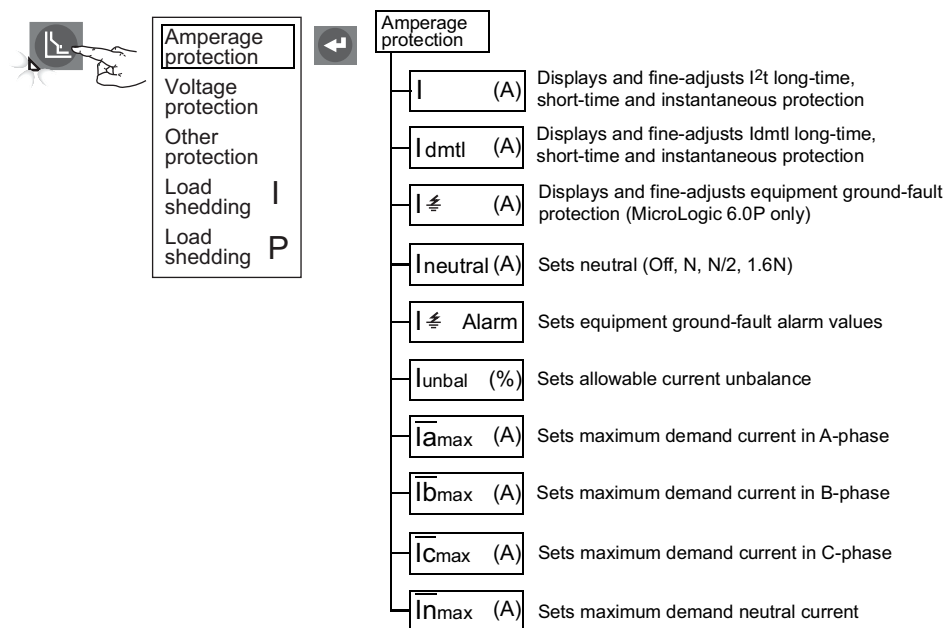 Amperage
protection
Voltage
protection
Other
protection
Load
shedding I
Load
shedding P
Amperage
protection
I (A)
Displays and fine-adjusts I²t long-time,
short-time and instantaneous protection
Idmtl (A)
Displays and fine-adjusts Idmtl long-time,
short-time and instantaneous protection
I⏚ (A)
Displays and fine-adjusts equipment ground-fault
protection (MicroLogic 6.0P only)
Ineutral (A)
Sets neutral (Off, N, N/2, 1.6N)
I⏚ Alarm
Sets equipment ground-fault alarm values
Iunbal (%)
Sets allowable current unbalance
I̅a̅max (A)
Sets maximum demand current in A-phase
I̅b̅max (A)
Sets maximum demand current in B-phase
I̅c̅max (A)
Sets maximum demand current in C-phase
I̅n̅max (A)
Sets maximum demand neutral current